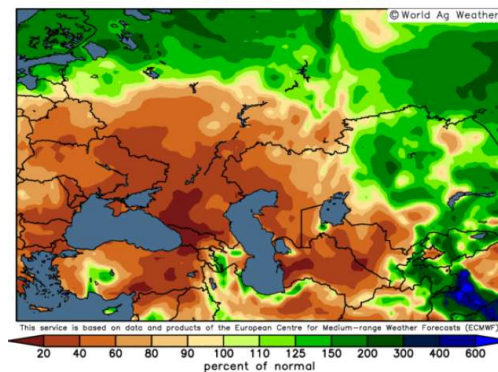 © World Ag Weather
This service is based on data and products of the European Centre for Medium-range Weather Forecasts (ECMWF)
20 40 60 80 90 100 110 125 150 200 300 400 600
percent of normal